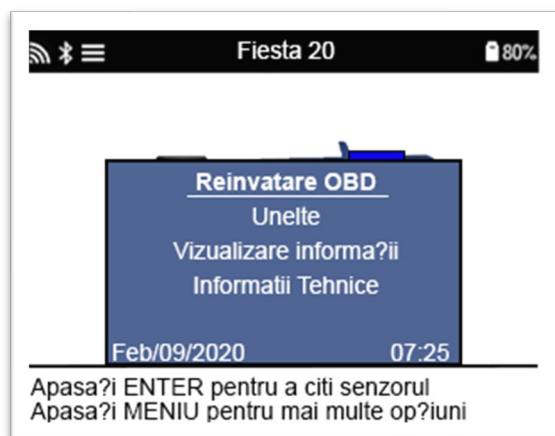 Fiesta 20 80%
Reinvatare OBD
Unelte
Vizualizare informa?ii
Informatii Tehnice
Feb/09/2020 07:25
Apasa?i ENTER pentru a citi senzorul
Apasa?i MENIU pentru mai multe op?iuni